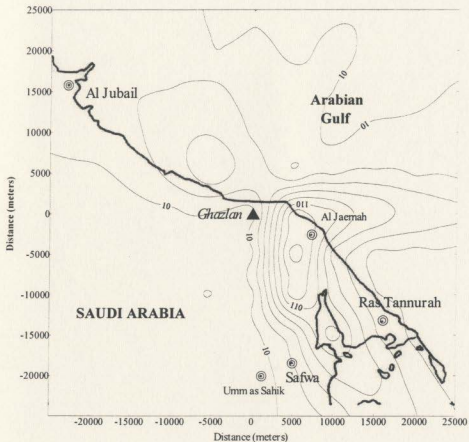 25000
20000
15000
10000
5000
0
-5000
-10000
-15000
-20000
Distance (meters)
Al Jubail
Arabian
Gulf
10
10
10
Ghazlan
110
Al Jaemah
10
110
SAUDI ARABIA
Ras Tannurah
10
Safwa
Umm as Sahik
-20000 -15000 -10000 -5000 0 5000 10000 15000 20000 25000
Distance (meters)